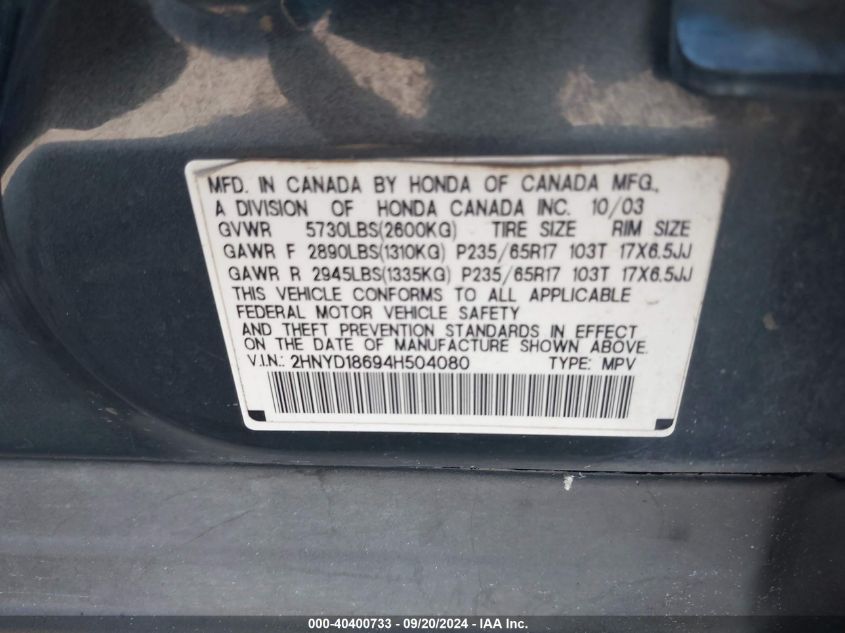 MFD. IN CANADA BY HONDA OF CANADA MFG.,
A DIVISION OF HONDA CANADA INC. 10/03
GVWR 5730LBS(2600KG) TIRE SIZE RIM SIZE
GAWR F 2890LBS(1310KG) P235/65R17 103T 17X6.5JJ
GAWR R 2945LBS(1335KG) P235/65R17 103T 17X6.5JJ
THIS VEHICLE CONFORMS TO ALL APPLICABLE
FEDERAL MOTOR VEHICLE SAFETY
AND THEFT PREVENTION STANDARDS IN EFFECT
ON THE DATE OF MANUFACTURE SHOWN ABOVE.
V.I.N.: 2HNYD18694H504080 TYPE: MPV
000-40400733 - 09/20/2024 - IAA Inc.